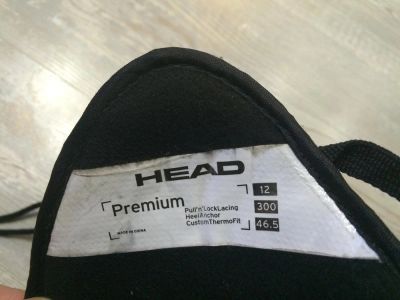 HEAD
Premium
Pull'n'LockLacing
HeelAnchor
CustomThermoFit
MADE IN CHINA
12
300
46.5